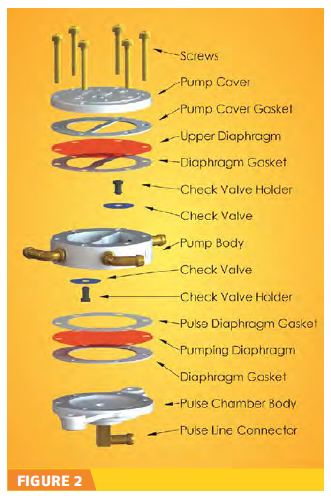 Screws
Pump Cover
Pump Cover Gasket
Upper Diaphragm
Diaphragm Gasket
Check Valve Holder
Check Valve
Pump Body
Check Valve
Check Valve Holder
Pulse Diaphragm Gasket
Pumping Diaphragm
Diaphragm Gasket
Pulse Chamber Body
Pulse Line Connector
FIGURE 2